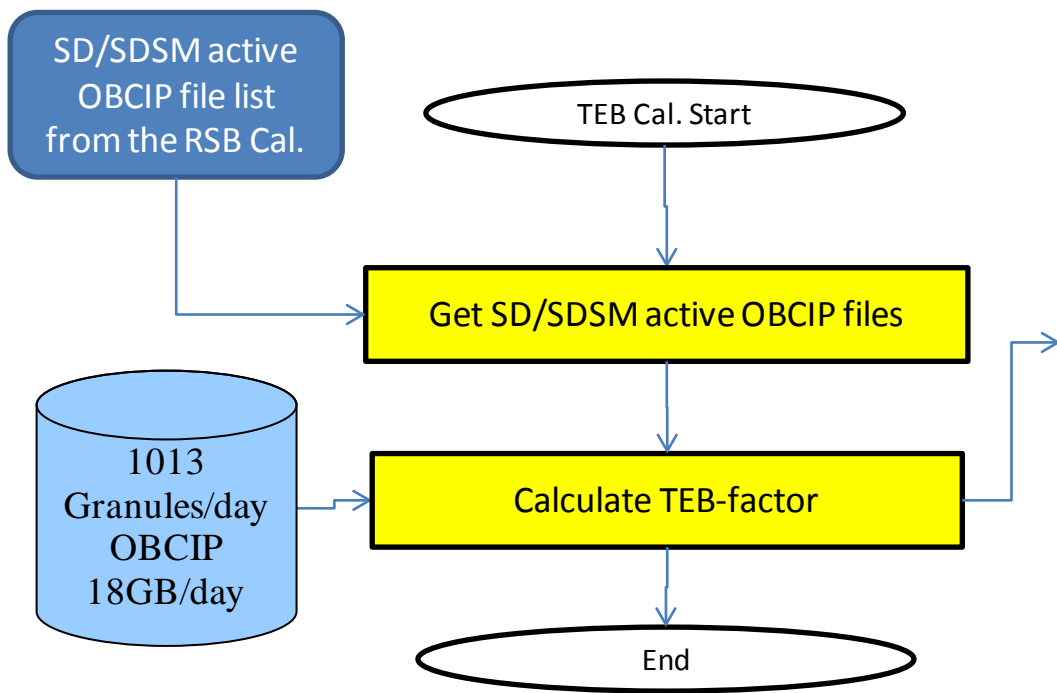 SD/SDSM active
OBCIP file list
from the RSB Cal.
TEB Cal. Start
Get SD/SDSM active OBCIP files
1013
Granules/day
OBCIP
18GB/day
Calculate TEB-factor
End